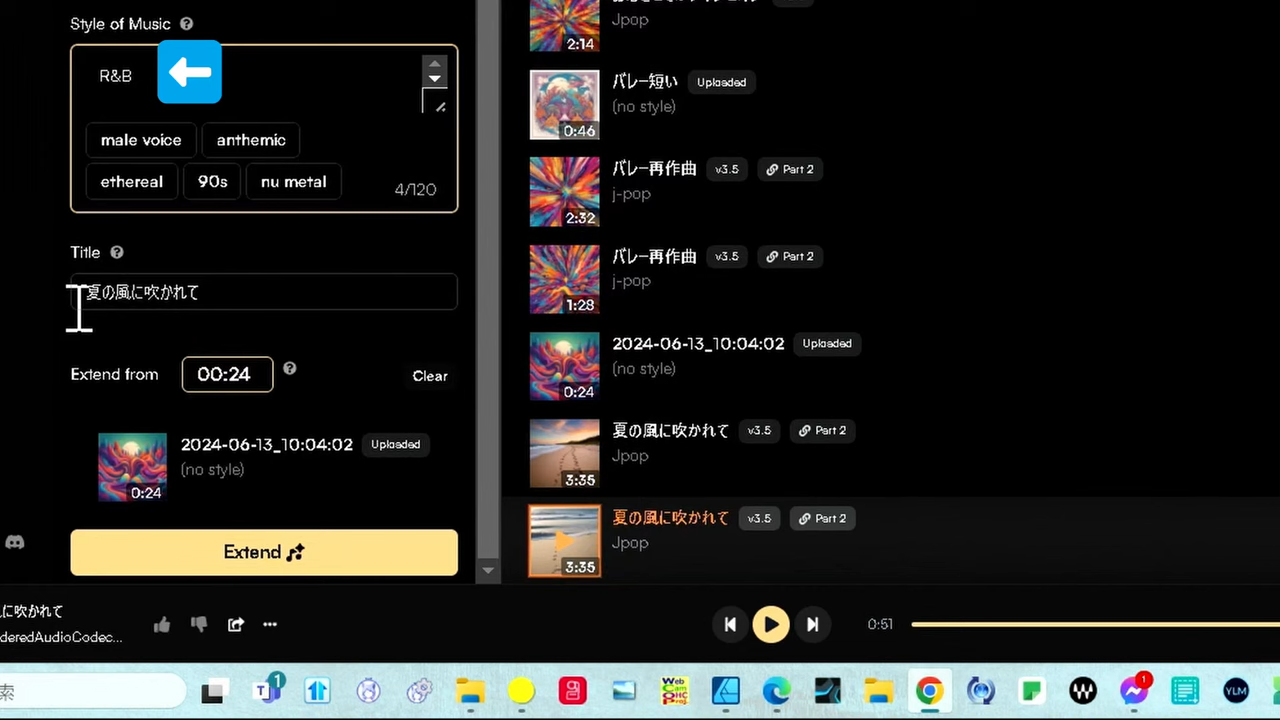 Style of Music
R&B
male voice
anthemic
ethereal
90s
nu metal
4/120
Title
夏の風に吹かれて
Extend from
00:24
Clear
2024-06-13_10:04:02
Uploaded
(no style)
0:24
Extend
Jpop
2:14
バレー短い
Uploaded
(no style)
0:46
バレー再作曲
v3.5
Part 2
j-pop
2:32
バレー再作曲
v3.5
Part 2
j-pop
1:28
2024-06-13_10:04:02
Uploaded
(no style)
0:24
夏の風に吹かれて
v3.5
Part 2
Jpop
3:35
夏の風に吹かれて
v3.5
Part 2
Jpop
3:35
に吹かれて
deredAudioCodec...
0:51
索
1
Web
Cam
1
YLM